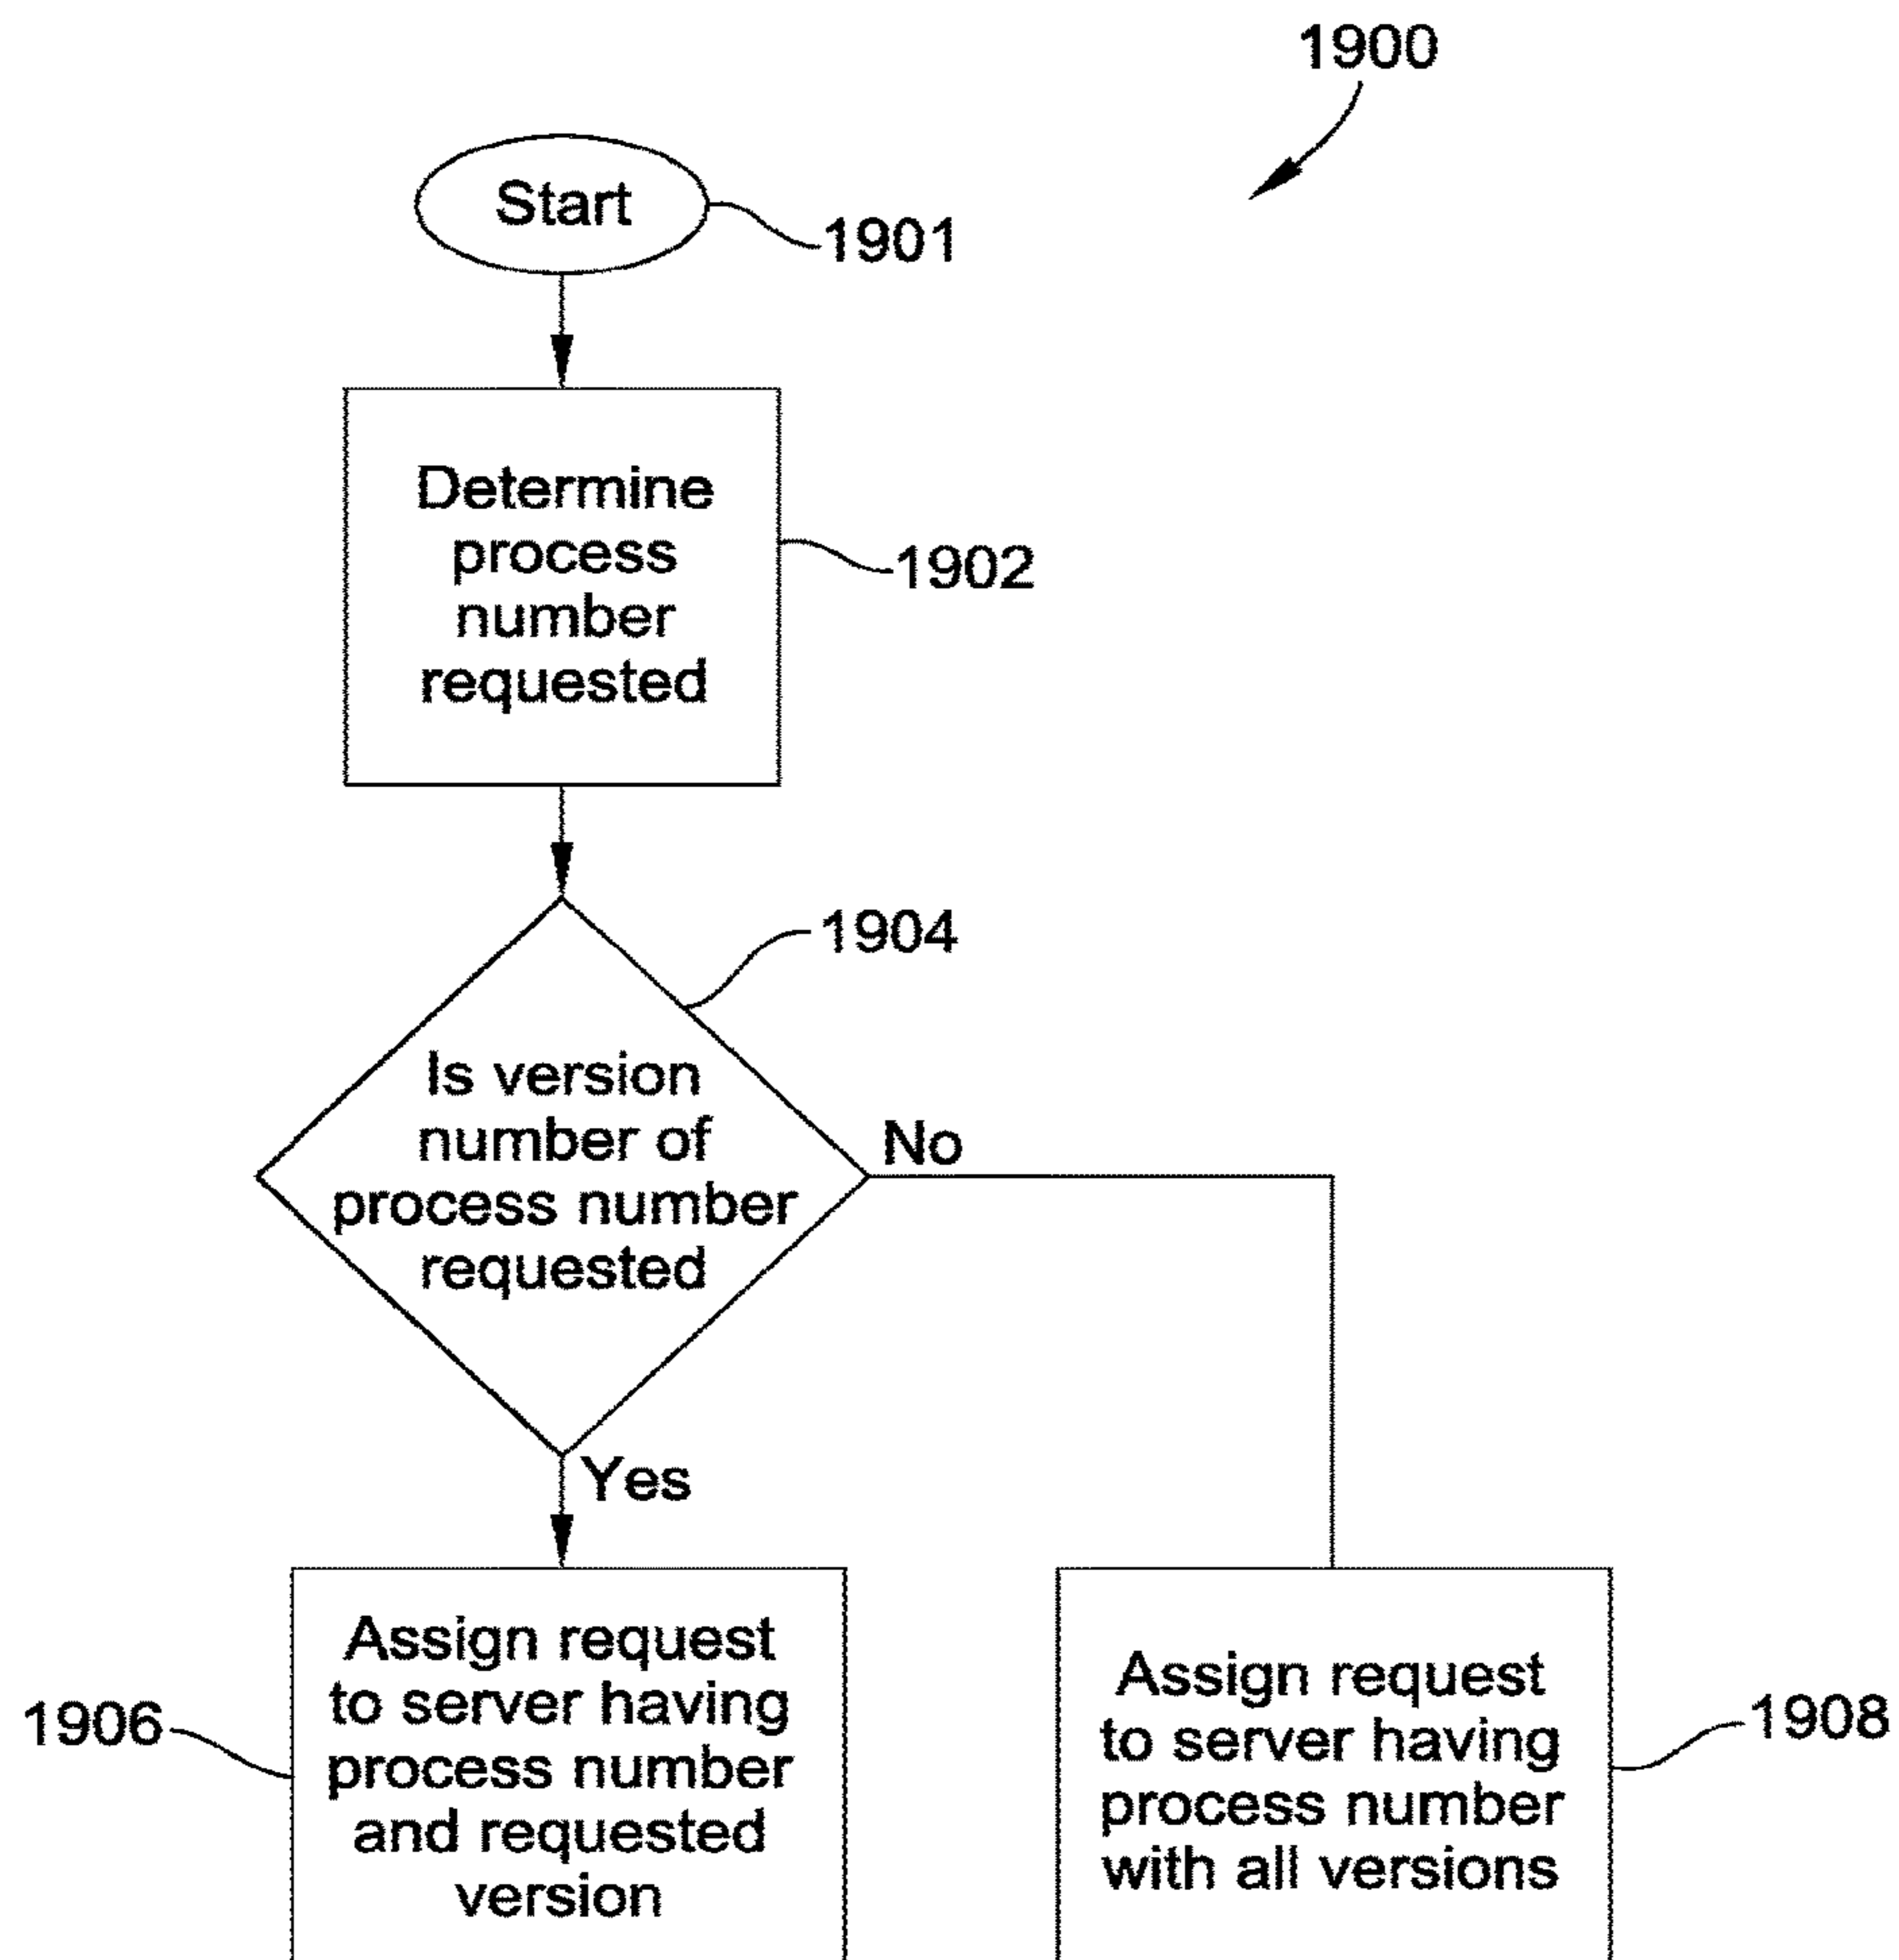 1900
Start
1901
Determine
process
number
requested
1902
1904
Is version
number of
process number
requested
No
Yes
Assign request
to server having
process number
and requested
version
1906
Assign request
to server having
process number
with all versions
1908